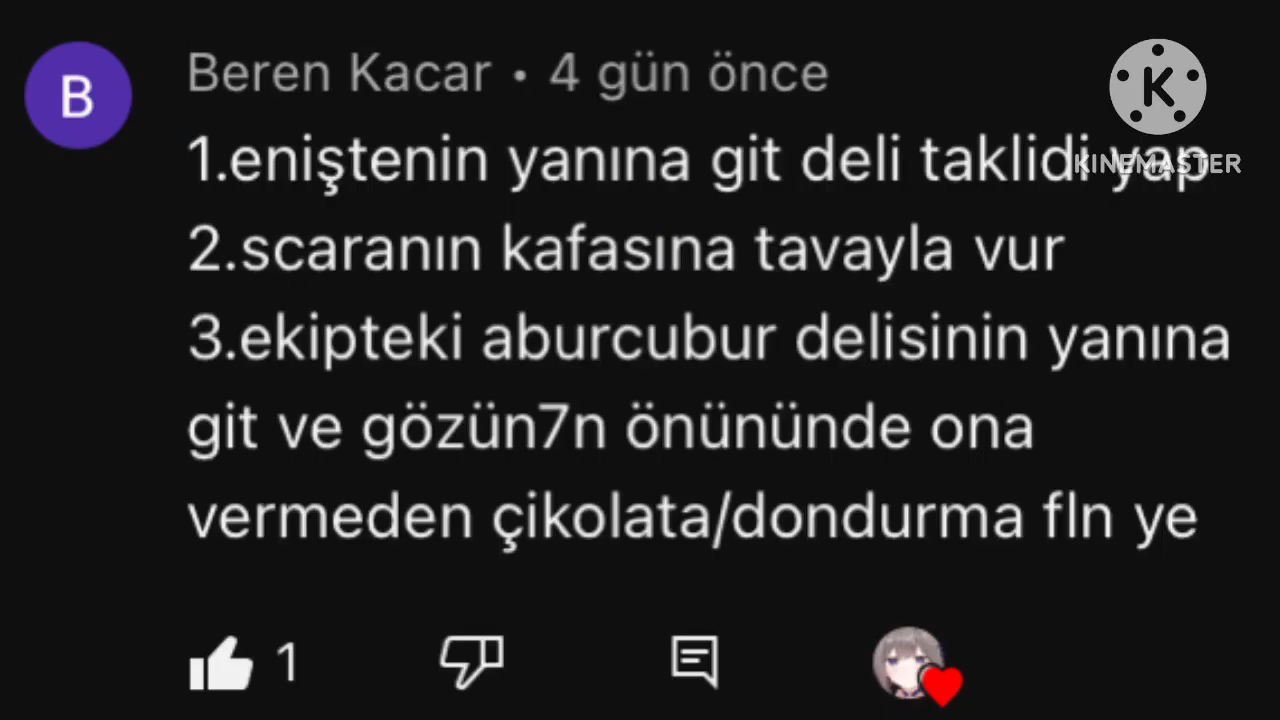 B
Beren Kacar • 4 gün önce
K
KINEMASTER
1.eniştenin yanına git deli taklidi yap
2.scaranın kafasına tavayla vur
3.ekipteki aburcubur delisinin yanına
git ve gözün7n önününde ona
vermeden çikolata/dondurma fln ye
1